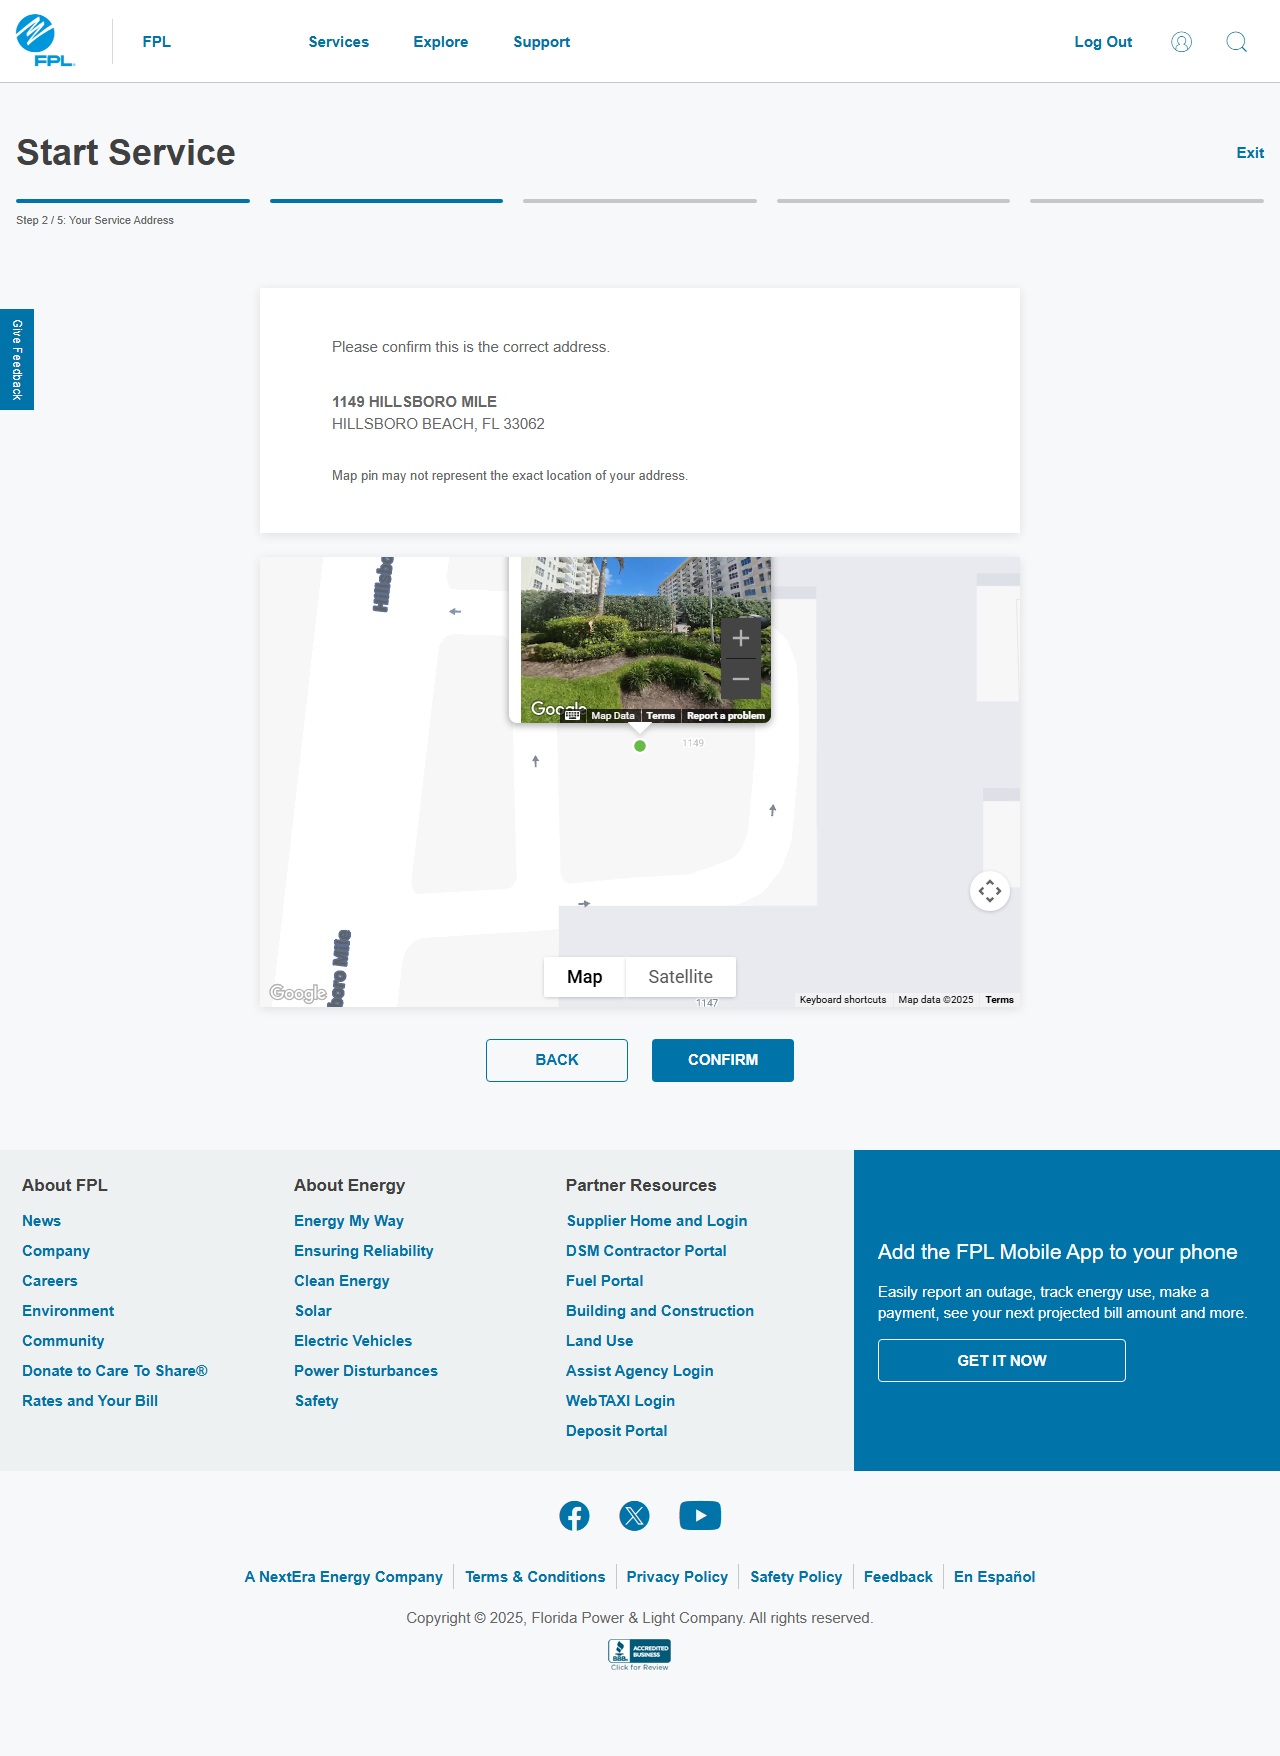 FPL
FPL
Services
Explore
Support
Log Out
Start Service
Exit
Step 2 / 5: Your Service Address
Give Feedback
Please confirm this is the correct address.
1149 HILLSBORO MILE
HILLSBORO BEACH, FL 33062
Map pin may not represent the exact location of your address.
Google
Map Data
Terms
Report a problem
1149
Google
Map
Satellite
1147
Keyboard shortcuts
Map data ©2025
Terms
BACK
CONFIRM
About FPL
News
Company
Careers
Environment
Community
Donate to Care To Share®
Rates and Your Bill
About Energy
Energy My Way
Ensuring Reliability
Clean Energy
Solar
Electric Vehicles
Power Disturbances
Safety
Partner Resources
Supplier Home and Login
DSM Contractor Portal
Fuel Portal
Building and Construction
Land Use
Assist Agency Login
WebTAXI Login
Deposit Portal
Add the FPL Mobile App to your phone
Easily report an outage, track energy use, make a
payment, see your next projected bill amount and more.
GET IT NOW
A NextEra Energy Company
Terms & Conditions
Privacy Policy
Safety Policy
Feedback
En Español
Copyright © 2025, Florida Power & Light Company. All rights reserved.
BBB
ACCREDITED
BUSINESS
Click for Review